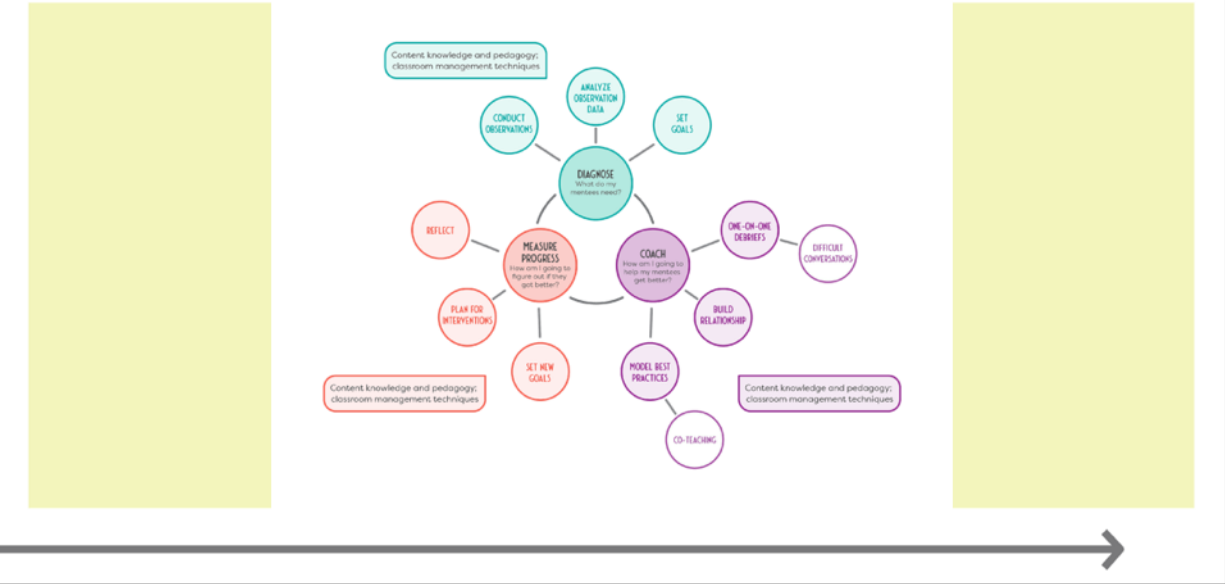 Content knowledge and pedagogy;
classroom management techniques
ANALYZE
OBSERVATION
DATA
CONDUCT
OBSERVATIONS
SET
GOALS
DIAGNOSE
What do my
mentees need?
REFLECT
MEASURE
PROGRESS
How am I going to
figure out if they
got better?
COACH
How am I going to
help my mentees
get better?
ONE-ON-ONE
DEBRIEFS
DIFFICULT
CONVERSATIONS
PLAN FOR
INTERVENTIONS
BUILD
RELATIONSHIP
SET NEW
GOALS
MODEL BEST
PRACTICES
Content knowledge and pedagogy;
classroom management techniques
Content knowledge and pedagogy;
classroom management techniques
CO-TEACHING